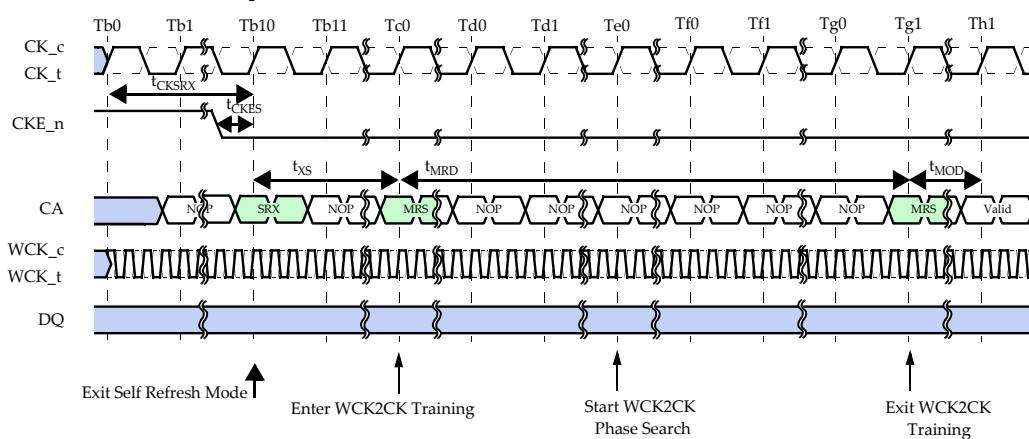 Tb0 Tb1 Tb10 Tb11 Tc0 Td0 Td1 Te0 Tf0 Tf1 Tg0 Tg1 Th1
CK_c
CK_t
tCKSRX
tCKES
CKE_n
tXS tMRD tMOD
CA NOP SRX NOP MRS NOP NOP NOP NOP NOP NOP MRS Valid
WCK_c
WCK_t
DQ
Exit Self Refresh Mode
Enter WCK2CK Training
Start WCK2CK
Phase Search
Exit WCK2CK
Training